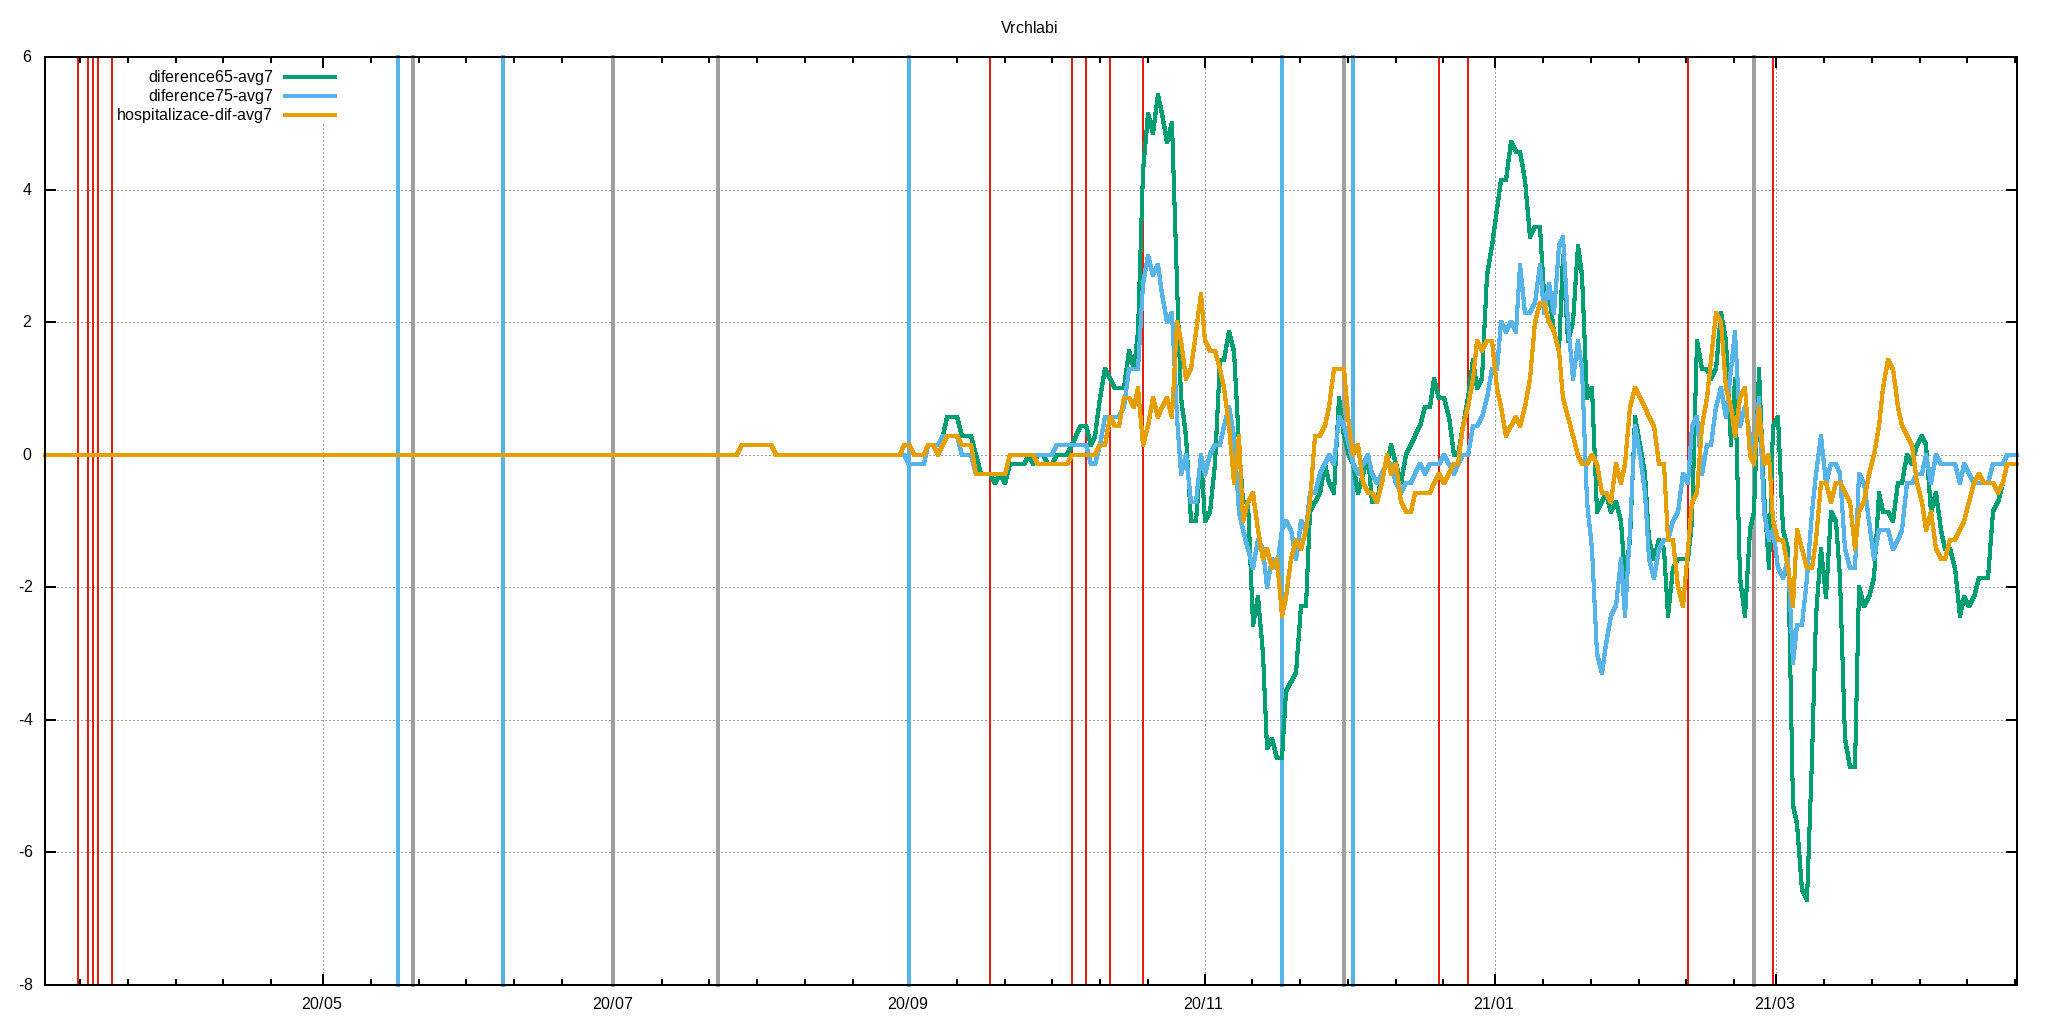 Vrchlabi
diference65-avg7
diference75-avg7
hospitalizace-dif-avg7
6
4
2
0
-2
-4
-6
-8
20/05 20/07 20/09 20/11 21/01 21/03